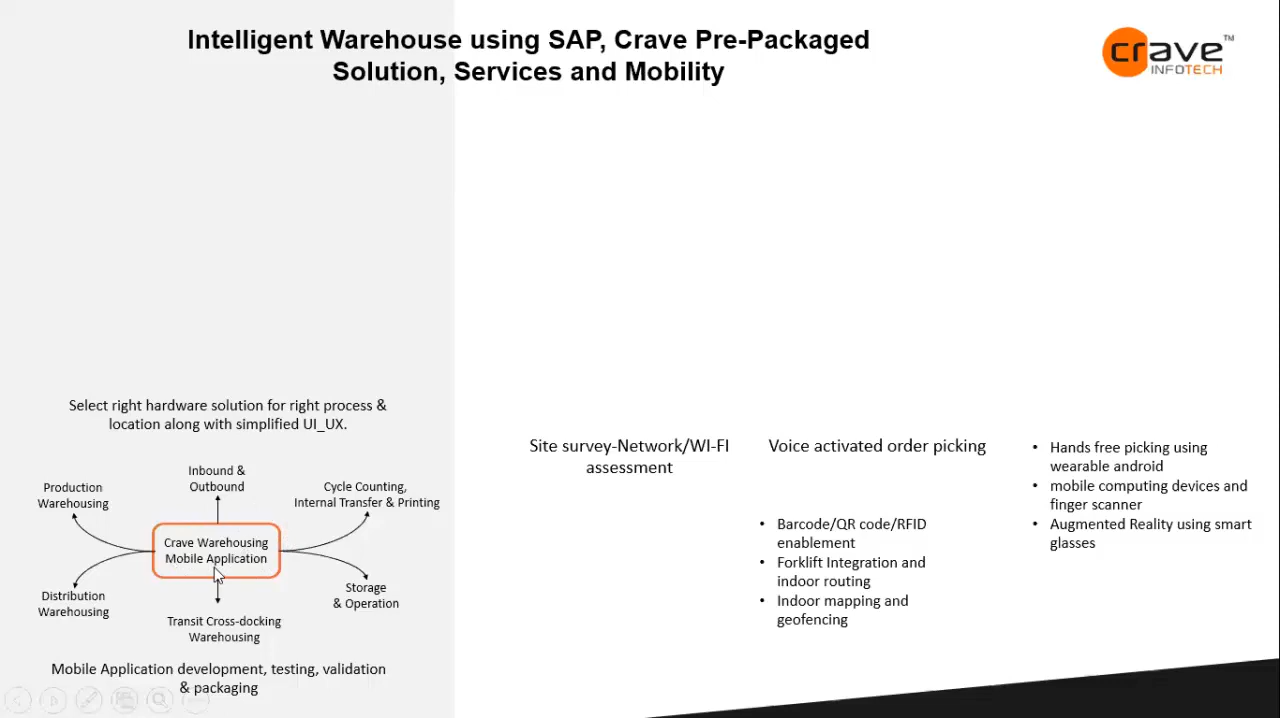 Intelligent Warehouse using SAP, Crave Pre-Packaged
Solution, Services and Mobility
crave™
INFOTECH
Select right hardware solution for right process &
location along with simplified UI_UX.
Inbound &
Outbound
Production
Warehousing
Cycle Counting,
Internal Transfer & Printing
Crave Warehousing
Mobile Application
Distribution
Warehousing
Storage
& Operation
Transit Cross-docking
Warehousing
Mobile Application development, testing, validation
& packaging
Site survey-Network/WI-FI
assessment
Voice activated order picking
• Barcode/QR code/RFID
enablement
• Forklift Integration and
indoor routing
• Indoor mapping and
geofencing
• Hands free picking using
wearable android
• mobile computing devices and
finger scanner
• Augmented Reality using smart
glasses